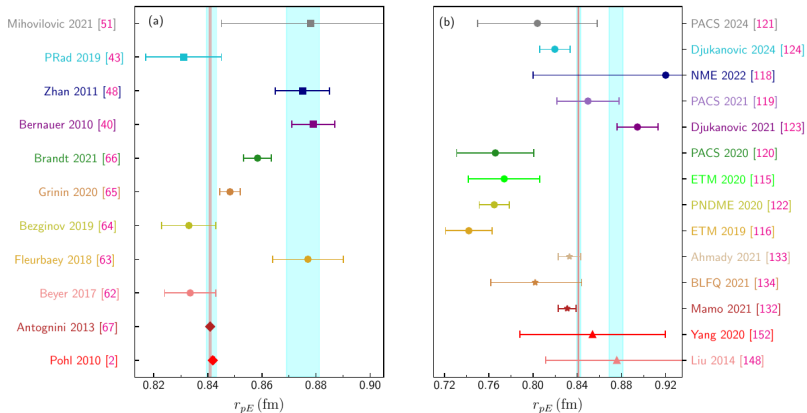 (a)
Mihovilovic 2021 [51]
PRad 2019 [43]
Zhan 2011 [48]
Bernauer 2010 [40]
Brandt 2021 [66]
Grinin 2020 [65]
Bezginov 2019 [64]
Fleurbaey 2018 [63]
Beyer 2017 [62]
Antognini 2013 [67]
Pohl 2010 [2]
0.82 0.84 0.86 0.88 0.90
r_{pE} (fm)
(b)
PACS 2024 [121]
Djukanovic 2024 [124]
NME 2022 [118]
PACS 2021 [119]
Djukanovic 2021 [123]
PACS 2020 [120]
ETM 2020 [115]
PNDME 2020 [122]
ETM 2019 [116]
Ahmady 2021 [133]
BLFQ 2021 [134]
Mamo 2021 [132]
Yang 2020 [152]
Liu 2014 [148]
0.72 0.76 0.80 0.84 0.88 0.92
r_{pE} (fm)